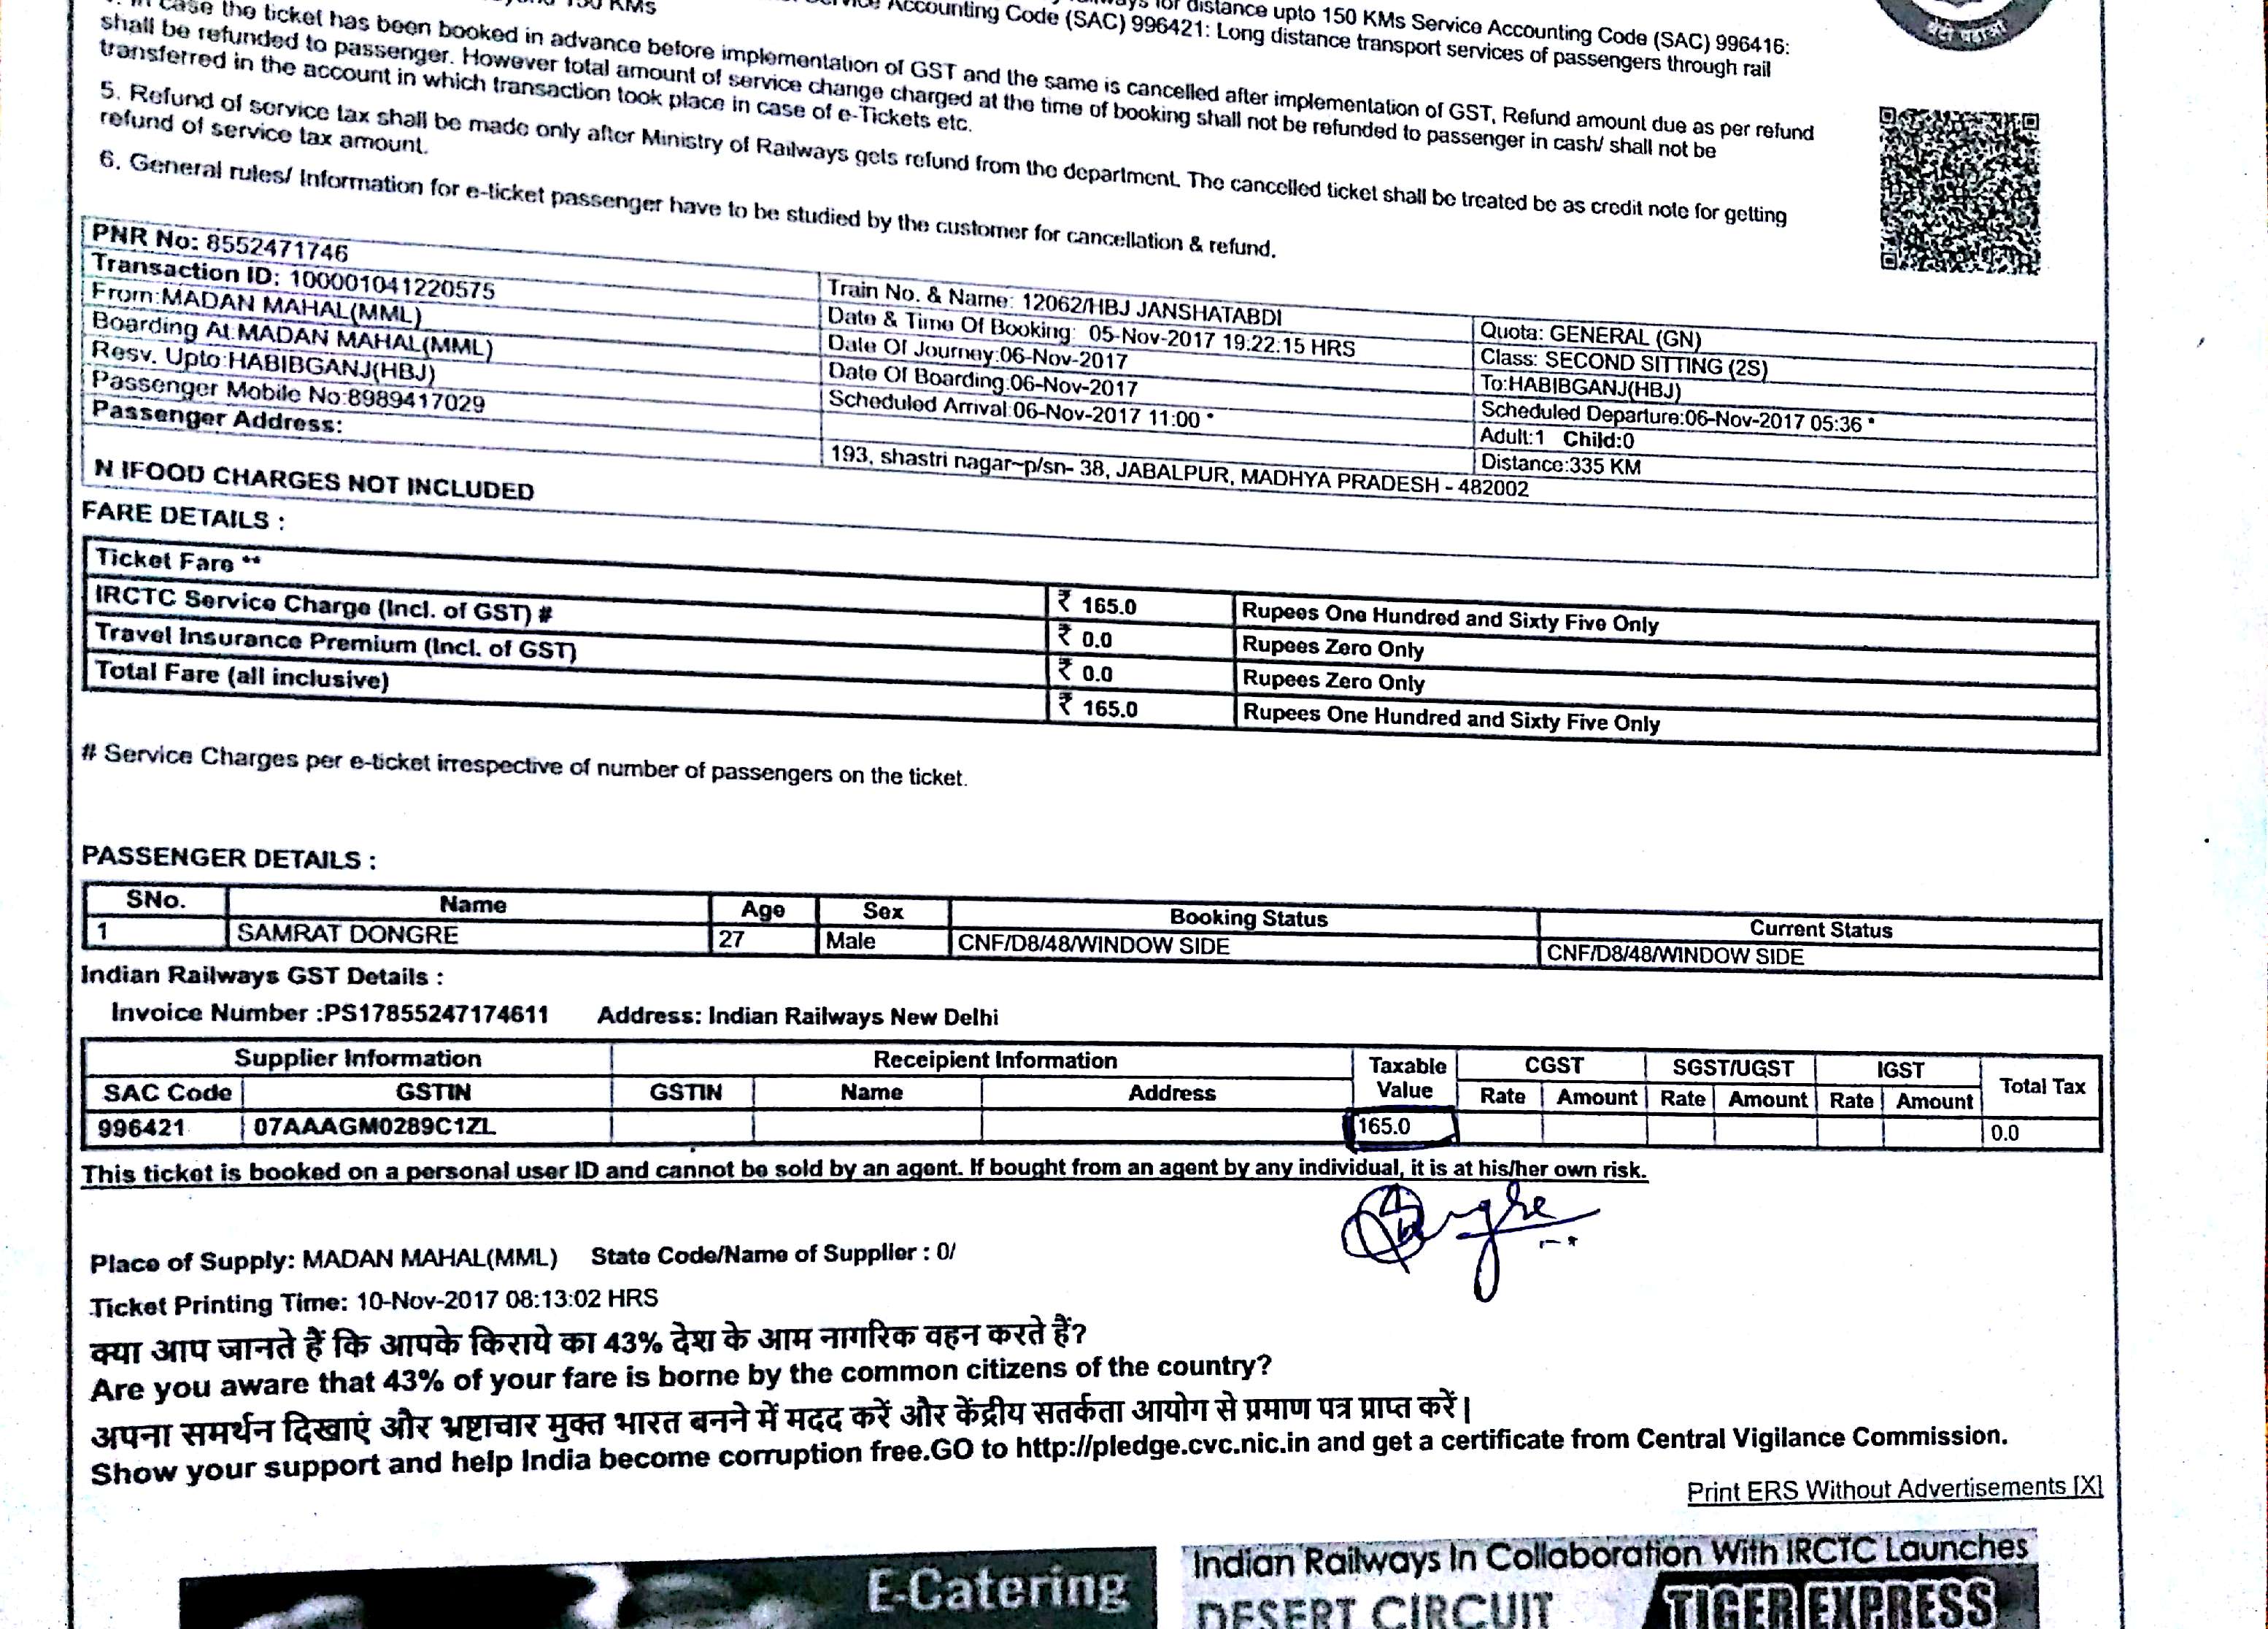 150 KMs
for distance upto 150 KMs Service Accounting Code (SAC) 996416:
Accounting Code (SAC) 996421: Long distance transport services of passengers through rail
In case the ticket has been booked in advance before implementation of GST and the same is cancelled after implementation of GST, Refund amount due as per refund
shall be refunded to passenger. However total amount of service change charged at the time of booking shall not be refunded to passenger in cash/ shall not be
transferred in the account in which transaction took place in case of e-Tickets etc.
5. Refund of service tax shall be made only after Ministry of Railways gets refund from the department. The cancelled ticket shall be treated be as credit note for getting
refund of service tax amount.
6. General rules/ Information for e-ticket passenger have to be studied by the customer for cancellation & refund.
PNR No: 8552471746 Train No. & Name: 12062/HBJ JANSHATABDI Quota: GENERAL (GN)
Transaction ID: 100001041220575 Date & Time Of Booking: 05-Nov-2017 19:22:15 HRS Class: SECOND SITTING (2S)
From:MADAN MAHAL(MML) Date Of Journey:06-Nov-2017 To:HABIBGANJ(HBJ)
Boarding At:MADAN MAHAL(MML) Date Of Boarding:06-Nov-2017 Scheduled Departure:06-Nov-2017 05:36 *
Resv. Upto:HABIBGANJ(HBJ) Scheduled Arrival:06-Nov-2017 11:00 * Adult:1 Child:0
Passenger Mobile No:8989417029 Distance:335 KM
Passenger Address: 193, shastri nagar~p/sn- 38, JABALPUR, MADHYA PRADESH - 482002
N IFOOD CHARGES NOT INCLUDED
FARE DETAILS :
Ticket Fare ** ₹ 165.0 Rupees One Hundred and Sixty Five Only
IRCTC Service Charge (Incl. of GST) # ₹ 0.0 Rupees Zero Only
Travel Insurance Premium (Incl. of GST) ₹ 0.0 Rupees Zero Only
Total Fare (all inclusive) ₹ 165.0 Rupees One Hundred and Sixty Five Only
# Service Charges per e-ticket irrespective of number of passengers on the ticket.
PASSENGER DETAILS :
SNo. Name Age Sex Booking Status Current Status
1 SAMRAT DONGRE 27 Male CNF/D8/48/WINDOW SIDE CNF/D8/48/WINDOW SIDE
Indian Railways GST Details :
Invoice Number :PS17855247174611 Address: Indian Railways New Delhi
Supplier Information Receipient Information Taxable Value CGST SGST/UGST IGST Total Tax
SAC Code GSTIN GSTIN Name Address Rate Amount Rate Amount Rate Amount
996421 07AAAGM0289C1ZL 165.0 0.0
This ticket is booked on a personal user ID and cannot be sold by an agent. If bought from an agent by any individual, it is at his/her own risk.
Place of Supply: MADAN MAHAL(MML) State Code/Name of Supplier : 0/
Ticket Printing Time: 10-Nov-2017 08:13:02 HRS
क्या आप जानते हैं कि आपके किराये का 43% देश के आम नागरिक वहन करते हैं?
Are you aware that 43% of your fare is borne by the common citizens of the country?
अपना समर्थन दिखाएं और भ्रष्टाचार मुक्त भारत बनने में मदद करें और केंद्रीय सतर्कता आयोग से प्रमाण पत्र प्राप्त करें।
Show your support and help India become corruption free.GO to http://pledge.cvc.nic.in and get a certificate from Central Vigilance Commission.
Print ERS Without Advertisements [X]
E-Catering
Indian Railways In Collaboration With IRCTC Launches
DESERT CIRCUIT TIGER EXPRESS